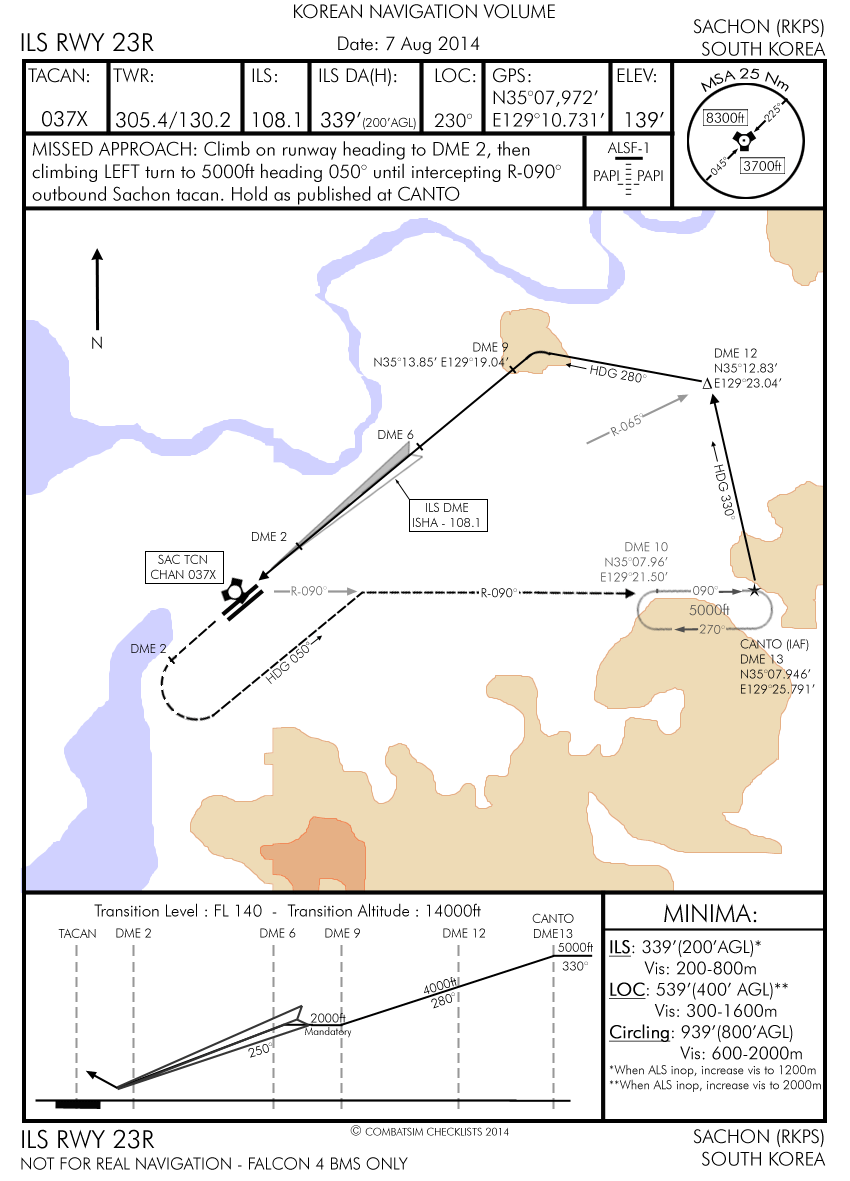 KOREAN NAVIGATION VOLUME
ILS RWY 23R
Date: 7 Aug 2014
SACHON (RKPS)
SOUTH KOREA
TACAN:
037X
TWR:
305.4/130.2
ILS:
108.1
ILS DA(H):
339′(200′AGL)
LOC:
230°
GPS:
N35°07,972′
E129°10.731′
ELEV:
139′
MSA 25 Nm
8300ft
225°
045°
3700ft
MISSED APPROACH: Climb on runway heading to DME 2, then
climbing LEFT turn to 5000ft heading 050° until intercepting R-090°
outbound Sachon tacan. Hold as published at CANTO
ALSF-1
PAPI PAPI
N
DME 9
N35°13.85′ E129°19.04′
HDG 280°
DME 12
N35°12.83′
E129°23.04′
R-065°
DME 6
HDG 330°
ILS DME
ISHA - 108.1
DME 2
SAC TCN
CHAN 037X
DME 10
N35°07.96′
E129°21.50′
R-090°
R-090°
090°
5000ft
270°
DME 2
HDG 050°
CANTO (IAF)
DME 13
N35°07.946′
E129°25.791′
Transition Level : FL 140 - Transition Altitude : 14000ft
TACAN
DME 2
DME 6
DME 9
DME 12
CANTO
DME13
5000ft
330°
4000ft
280°
2000ft
Mandatory
250°
MINIMA:
ILS: 339′(200′AGL)*
Vis: 200-800m
LOC: 539′(400′ AGL)**
Vis: 300-1600m
Circling: 939′(800′AGL)
Vis: 600-2000m
*When ALS inop, increase vis to 1200m
**When ALS inop, increase vis to 2000m
© COMBATSIM CHECKLISTS 2014
ILS RWY 23R
NOT FOR REAL NAVIGATION - FALCON 4 BMS ONLY
SACHON (RKPS)
SOUTH KOREA